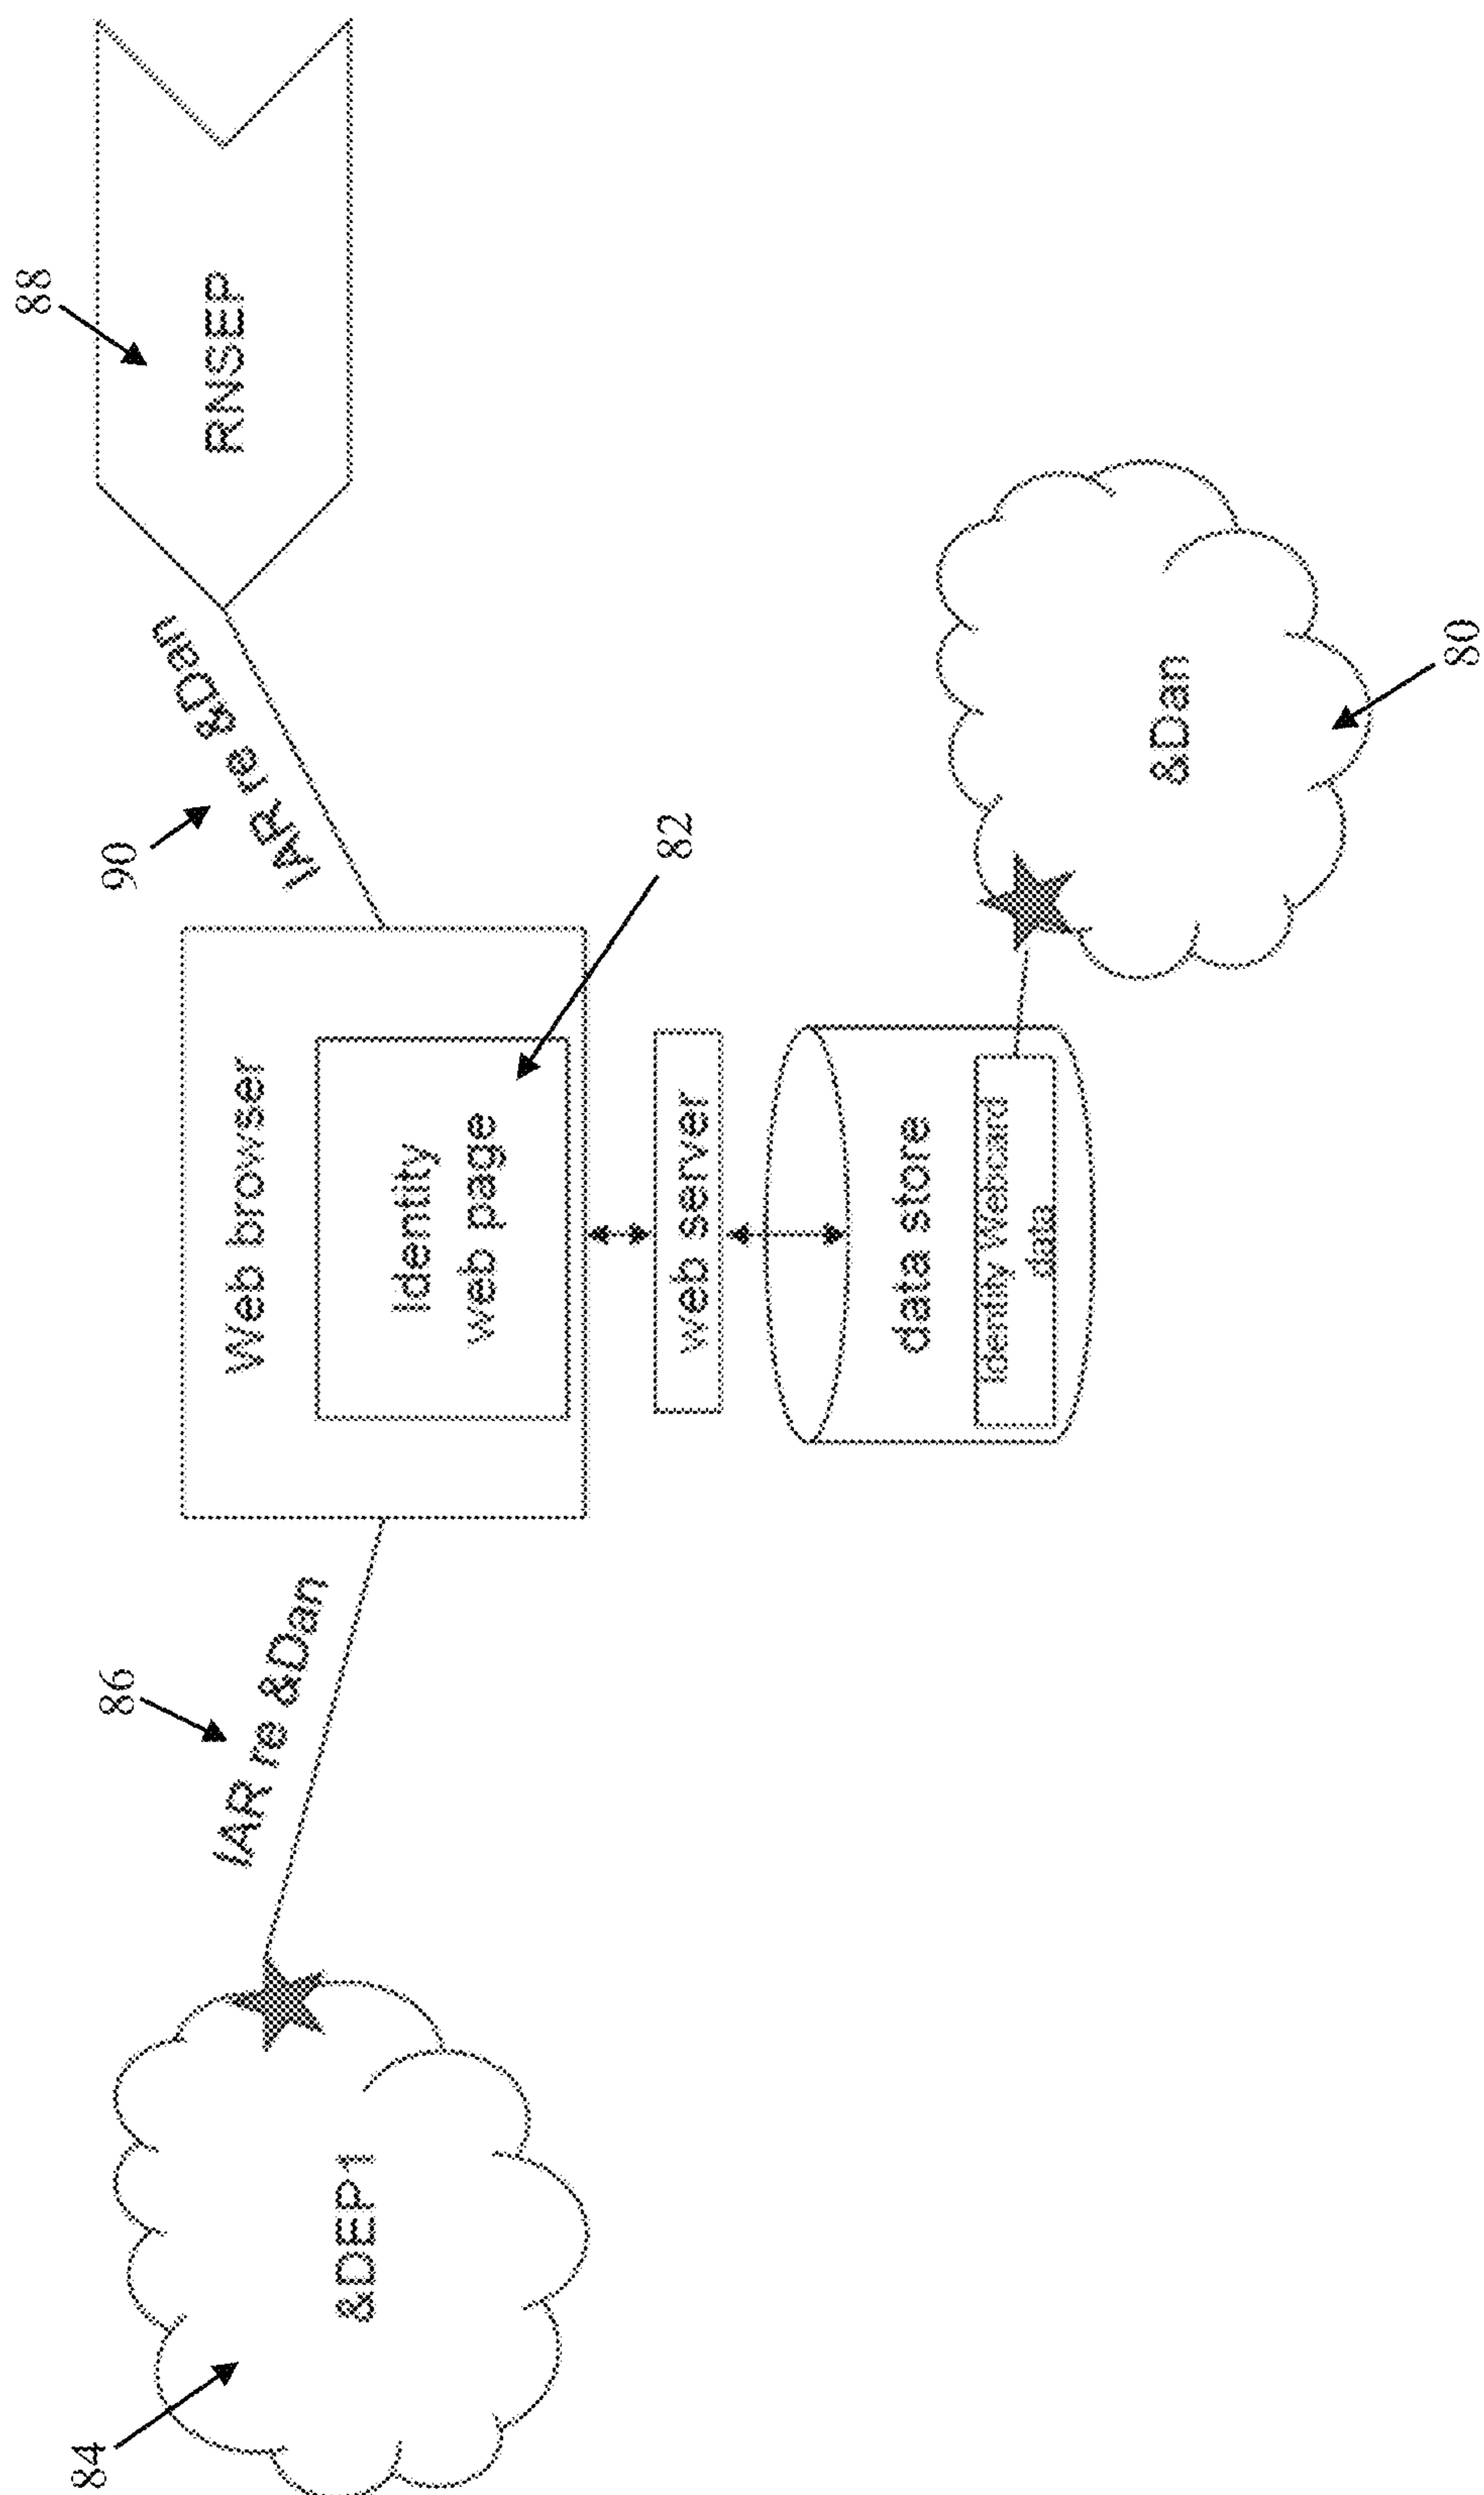 84
&DEP1
86
IAR re &Dan
Web browser
Identity
web page
82
web server
data store
Identity Webcard
data
90
IAR re &Dan
88
RNSEP
&Dan
80